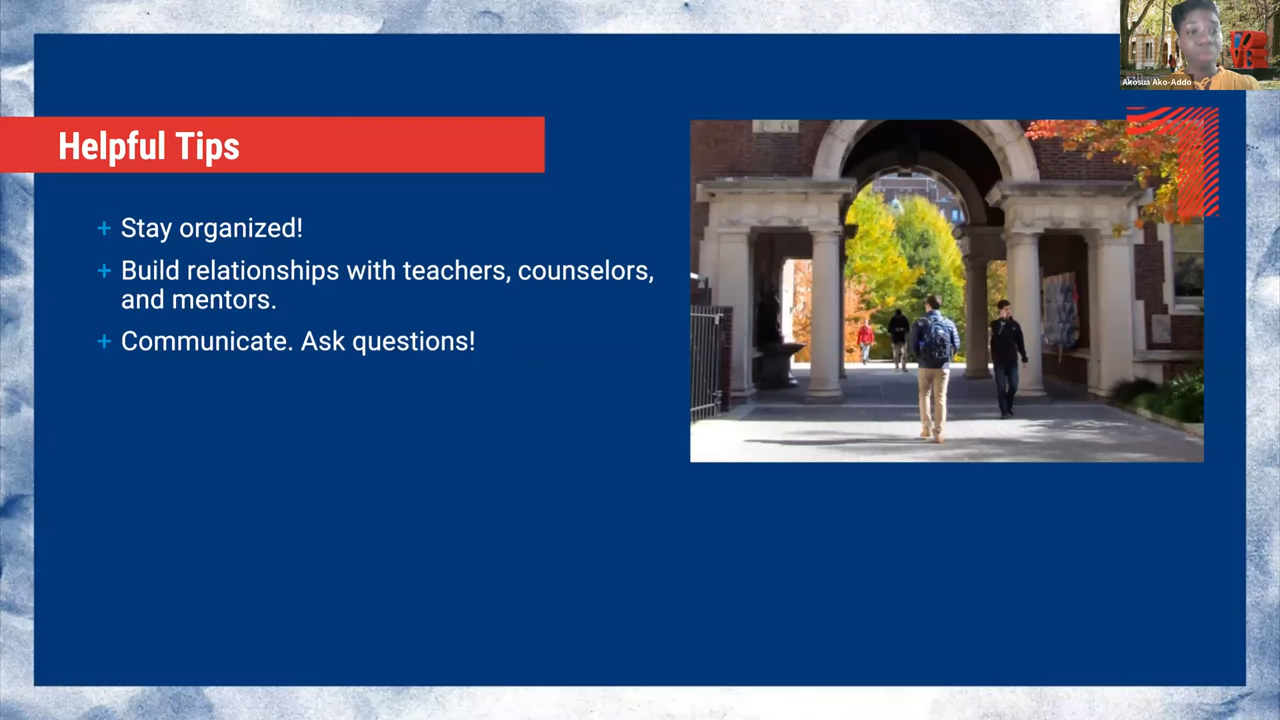 Akosua Ako-Addo
Helpful Tips
+ Stay organized!
+ Build relationships with teachers, counselors,
and mentors.
+ Communicate. Ask questions!